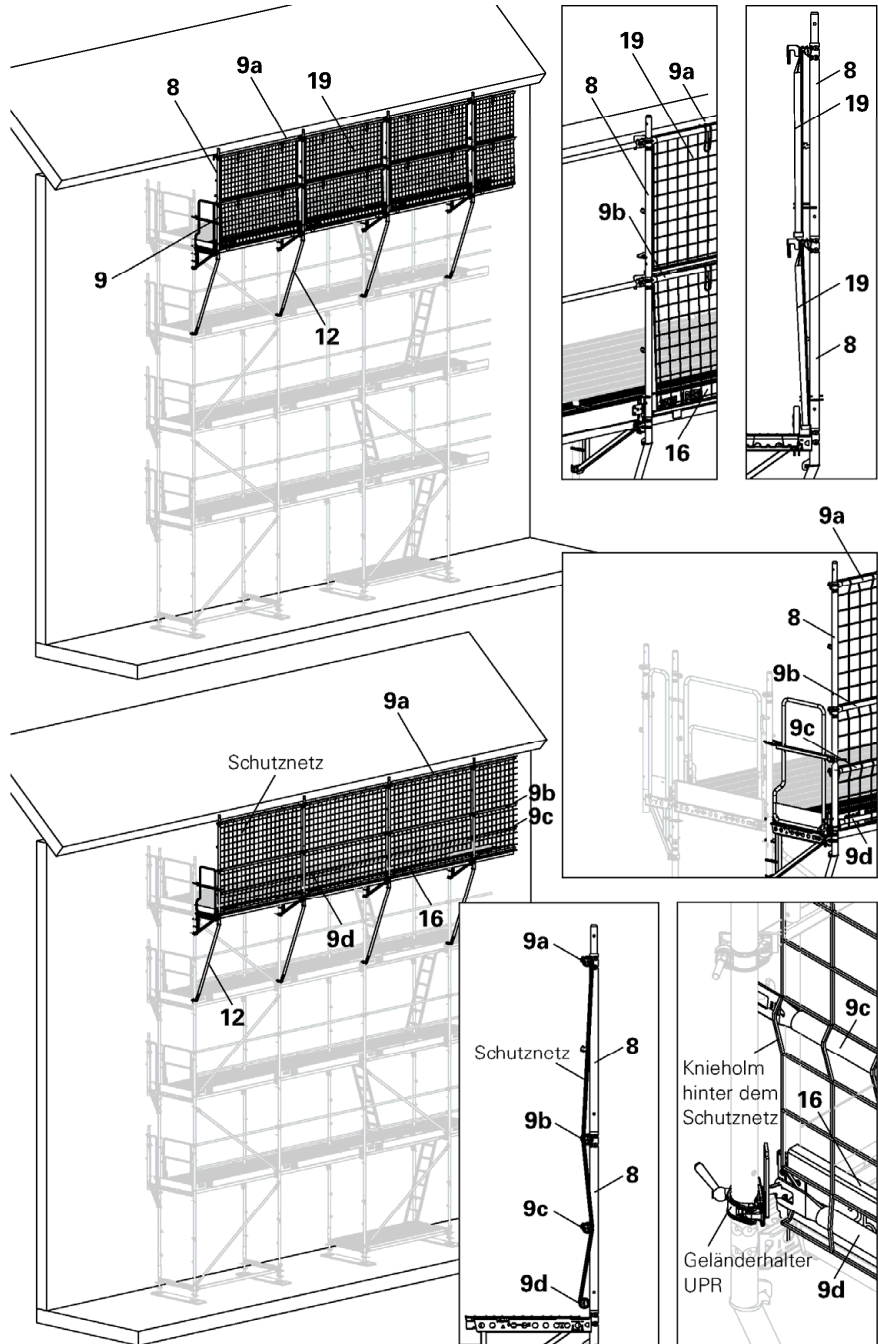 8
9a
19
9
12
19
9a
8
9b
16
8
19
19
8
9a
8
9b
9c
9d
9a
Schutznetz
9b
9c
16
9d
12
9a
Schutznetz
8
9b
8
9c
9d
9c
Knieholm
hinter dem
Schutznetz
16
Geländerhalter
UPR
9d